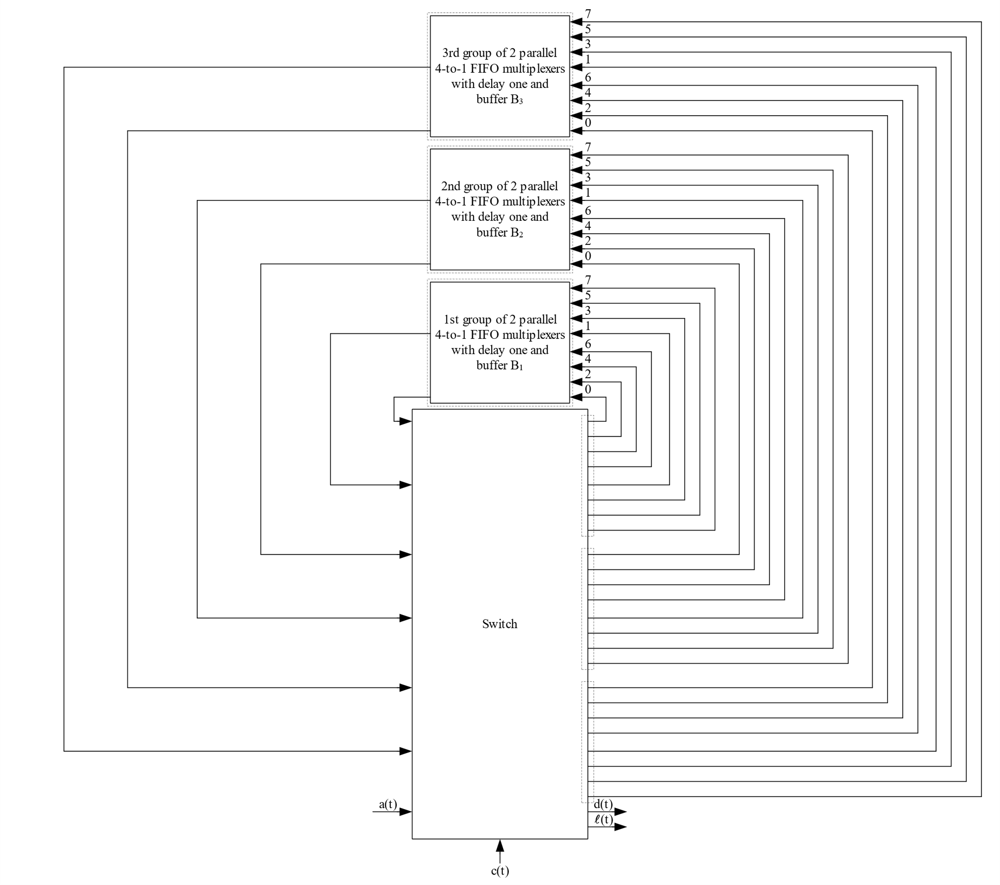 7
5
3
1
6
4
2
0
3rd group of 2 parallel
4-to-1 FIFO multiplexers
with delay one and
buffer B₃
7
5
3
1
6
4
2
0
2nd group of 2 parallel
4-to-1 FIFO multiplexers
with delay one and
buffer B₂
7
5
3
1
6
4
2
0
1st group of 2 parallel
4-to-1 FIFO multiplexers
with delay one and
buffer B₁
Switch
a(t)
d(t)
ℓ(t)
c(t)